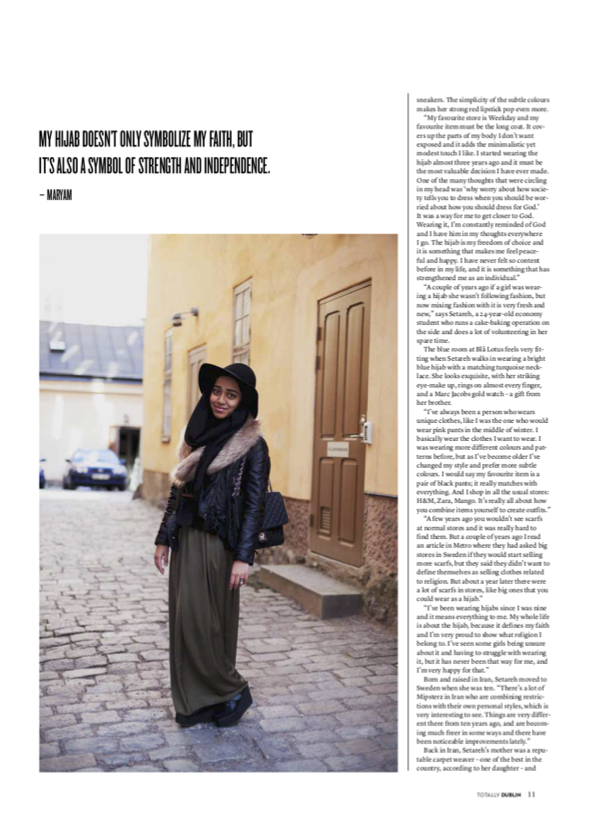 MY HIJAB DOESN'T ONLY SYMBOLIZE MY FAITH, BUT
IT'S ALSO A SYMBOL OF STRENGTH AND INDEPENDENCE.
– MARYAM
sneakers. The simplicity of the subtle colours
makes her strong red lipstick pop even more.
"My favourite store is Weekday and my
favourite item must be the long coat. It cov-
ers up the parts of my body I don't want
exposed and it adds the minimalistic yet
modest touch I like. I started wearing the
hijab almost three years ago and it must be
the most valuable decision I have ever made.
One of the many thoughts that were circling
in my head was 'why worry about how socie-
ty tells you to dress when you should be wor-
ried about how you should dress for God.'
It was a way for me to get closer to God.
Wearing it, I'm constantly reminded of God
and I have him in my thoughts everywhere
I go. The hijab is my freedom of choice and
it is something that makes me feel peace-
ful and happy. I have never felt so content
before in my life, and it is something that has
strengthened me as an individual."
"A couple of years ago if a girl was wear-
ing a hijab she wasn't following fashion, but
now mixing fashion with it is very fresh and
new," says Setareh, a 24-year-old economy
student who runs a cake-baking operation on
the side and does a lot of volunteering in her
spare time.
The blue room at Blå Lotus feels very fit-
ting when Setareh walks in wearing a bright
blue hijab with a matching turquoise neck-
lace. She looks exquisite, with her striking
eye-make up, rings on almost every finger,
and a Marc Jacobs gold watch – a gift from
her brother.
"I've always been a person who wears
unique clothes, like I was the one who would
wear pink pants in the middle of winter. I
basically wear the clothes I want to wear. I
was wearing more different colours and pat-
terns before, but as I've become older I've
changed my style and prefer more subtle
colours. I would say my favourite item is a
pair of black pants; it really matches with
everything. And I shop in all the usual stores:
H&M, Zara, Mango. It's really all about how
you combine items yourself to create outfits."
"A few years ago you wouldn't see scarfs
at normal stores and it was really hard to
find them. But a couple of years ago I read
an article in Metro where they had asked big
stores in Sweden if they would start selling
more scarfs, but they said they didn't want to
define themselves as selling clothes related
to religion. But about a year later there were
a lot of scarfs in stores, like big ones that you
could wear as a hijab."
"I've been wearing hijabs since I was nine
and it means everything to me. My whole life
is about the hijab, because it defines my faith
and I'm very proud to show what religion I
belong to. I've seen some girls being unsure
about it and having to struggle with wearing
it, but it has never been that way for me, and
I'm very happy for that."
Born and raised in Iran, Setareh moved to
Sweden when she was ten. "There's a lot of
Mipsterz in Iran who are combining restric-
tions with their own personal styles, which is
very interesting to see. Things are very differ-
ent there from ten years ago, and are becom-
ing much freer in some ways and there have
been noticeable improvements lately."
Back in Iran, Setareh's mother was a repu-
table carpet weaver – one of the best in the
country, according to her daughter – and
TOTALLY DUBLIN 11